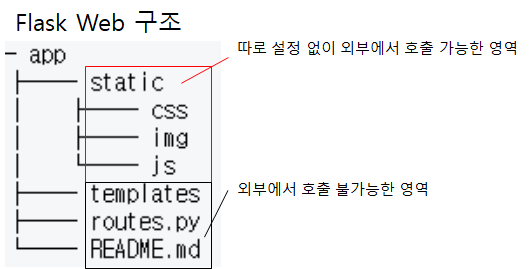 Flask Web 구조
따로 설정 없이 외부에서 호출 가능한 영역
app
static
css
img
js
templates
외부에서 호출 불가능한 영역
routes.py
README.md